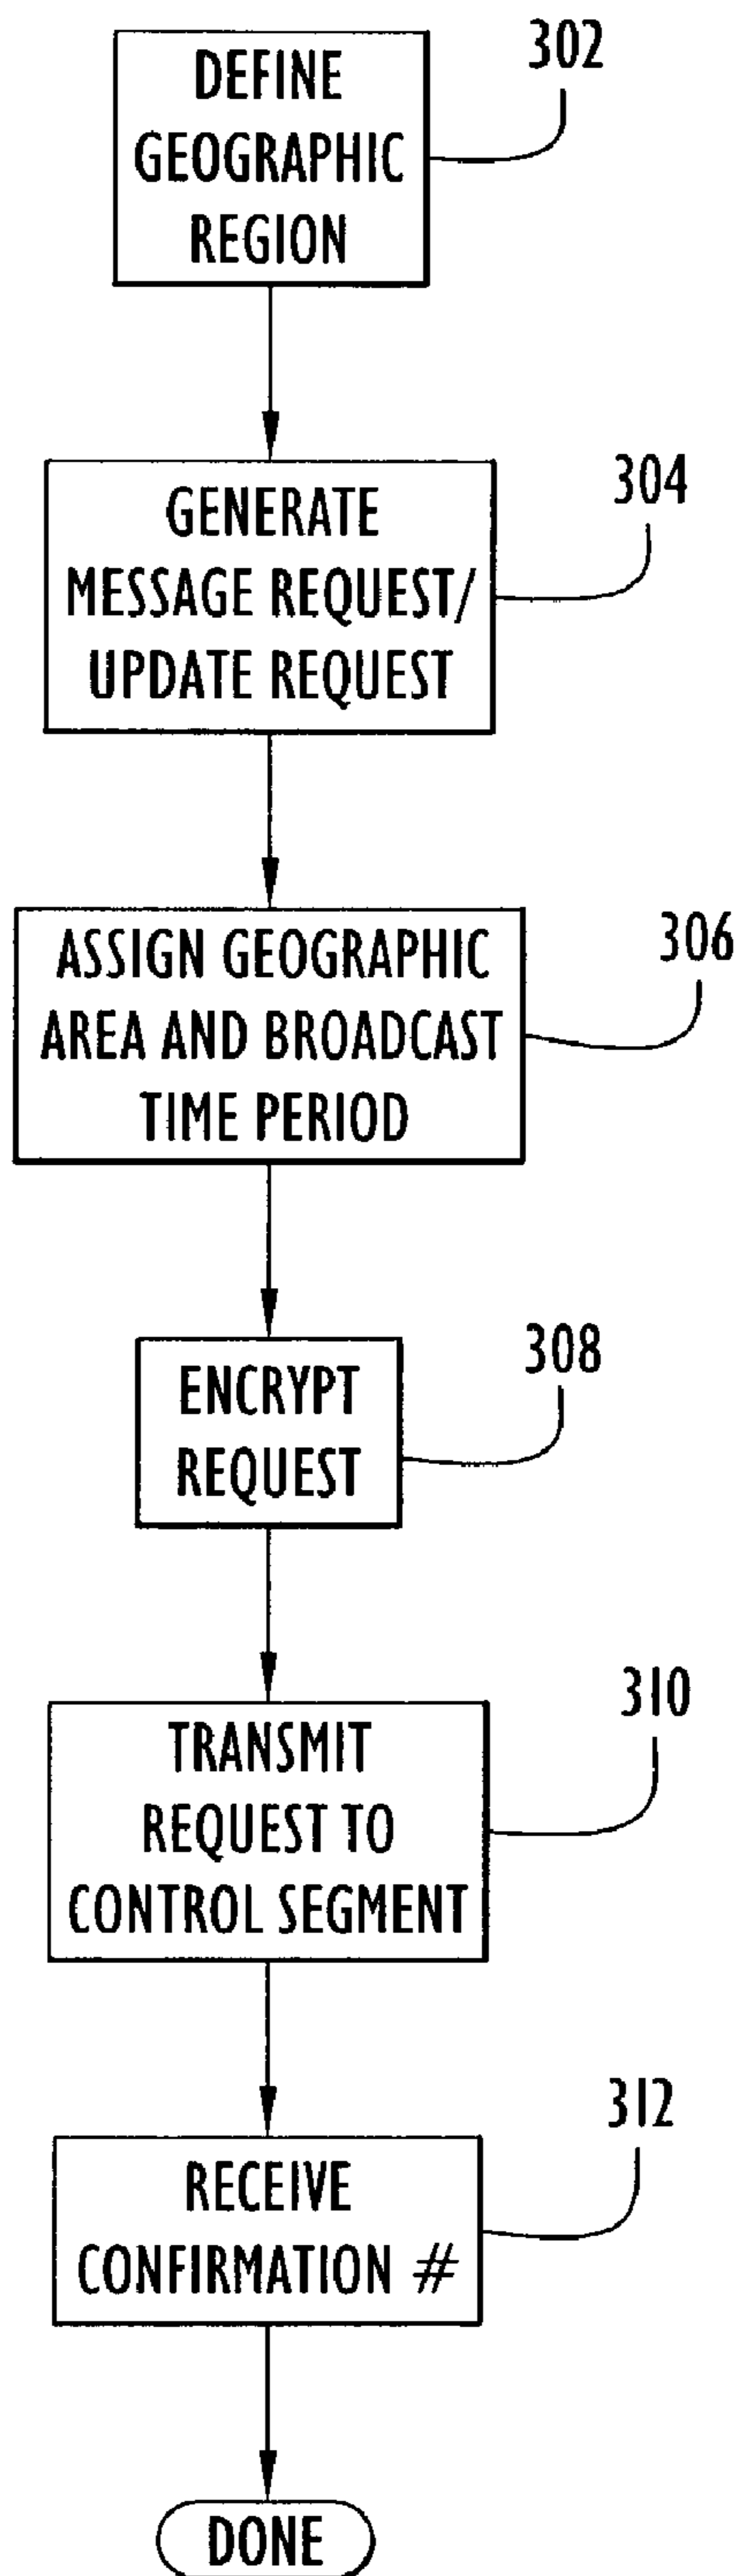 302
DEFINE
GEOGRAPHIC
REGION
304
GENERATE
MESSAGE REQUEST/
UPDATE REQUEST
306
ASSIGN GEOGRAPHIC
AREA AND BROADCAST
TIME PERIOD
308
ENCRYPT
REQUEST
310
TRANSMIT
REQUEST TO
CONTROL SEGMENT
312
RECEIVE
CONFIRMATION #
DONE